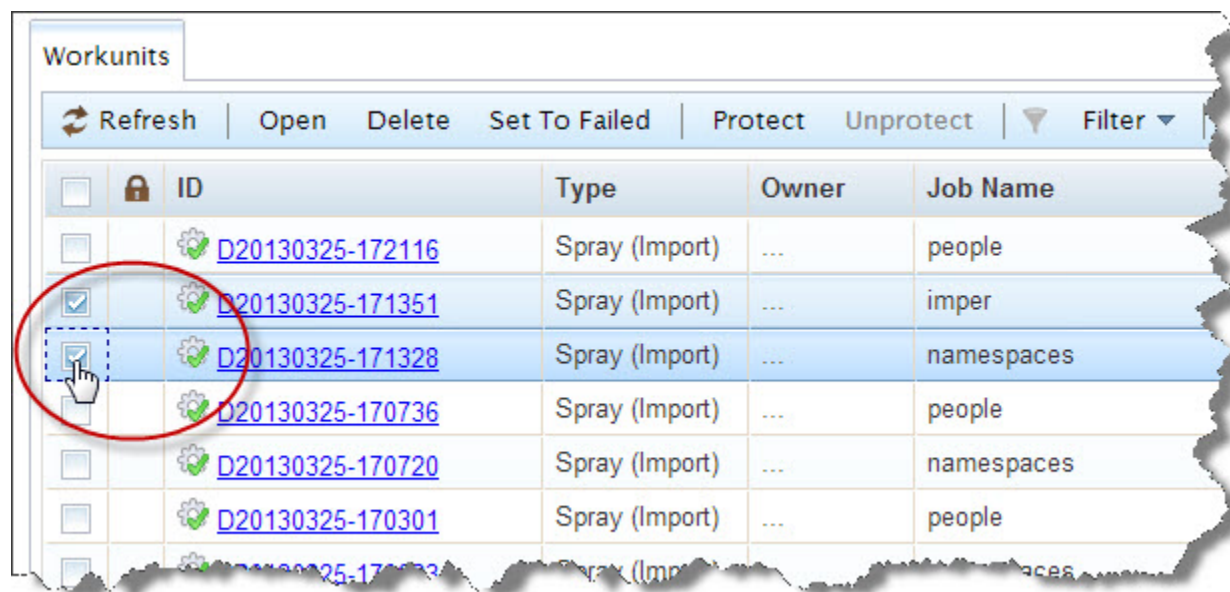 Workunits
Refresh Open Delete Set To Failed Protect Unprotect Filter
ID Type Owner Job Name
D20130325-172116 Spray (Import) ... people
D20130325-171351 Spray (Import) ... imper
D20130325-171328 Spray (Import) ... namespaces
D20130325-170736 Spray (Import) ... people
D20130325-170720 Spray (Import) ... namespaces
D20130325-170301 Spray (Import) ... people